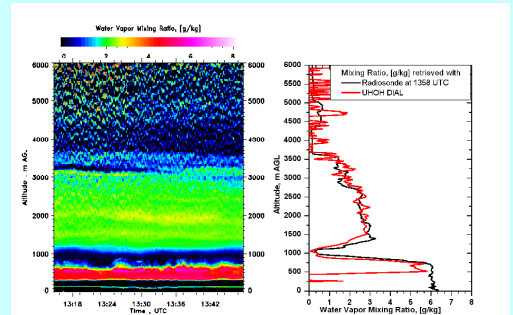 Water Vapor Mixing Ratio, [g/kg]
0 2 4 6 8
6000 6000
5000 5000
4000 4000
3000 3000
2000 2000
1000 1000
0 0
Altitude , m AGL
13:18 13:24 13:30 13:36 13:42
Time , UTC
Mixing Ratio, [g/kg] retrieved with
Radiosonde at 1358 UTC
UHOH DIAL
6000
5500
5000
4500
4000
3500
3000
2500
2000
1500
1000
500
0
Altitude, m AGL
0 1 2 3 4 5 6 7 8
Water Vapor Mixing Ratio, [g/kg]